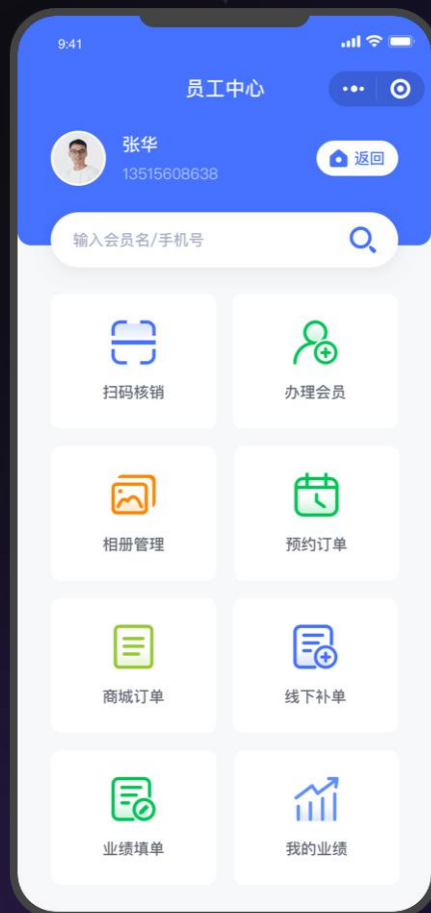 9:41
员工中心
张华
13515608638
返回
输入会员名/手机号
扫码核销
办理会员
相册管理
预约订单
商城订单
线下补单
业绩填单
我的业绩